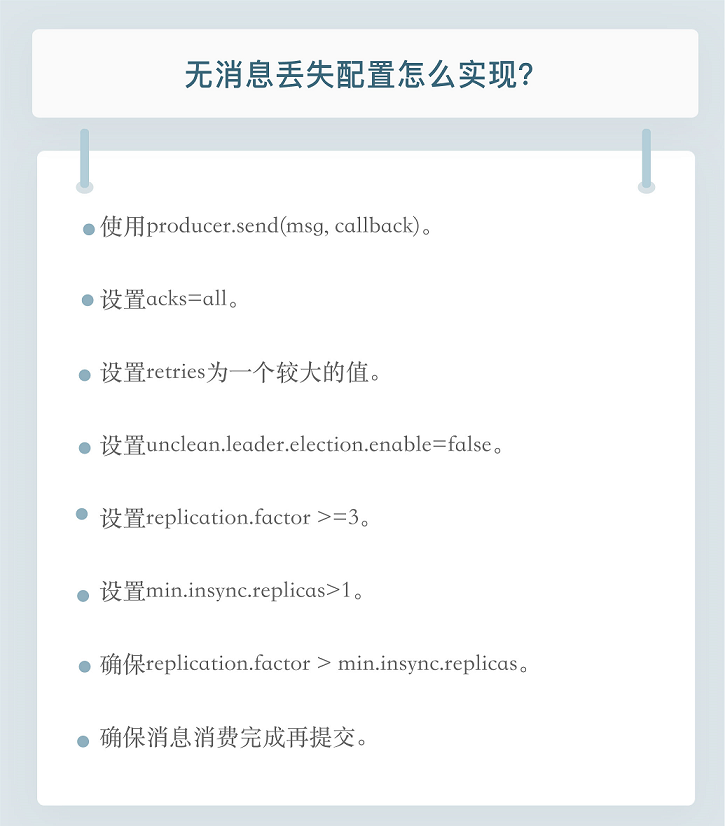 无消息丢失配置怎么实现?
使用producer.send(msg, callback)。
设置acks=all。
设置retries为一个较大的值。
设置unclean.leader.election.enable=false。
设置replication.factor >=3。
设置min.insync.replicas>1。
确保replication.factor > min.insync.replicas。
确保消息消费完成再提交。